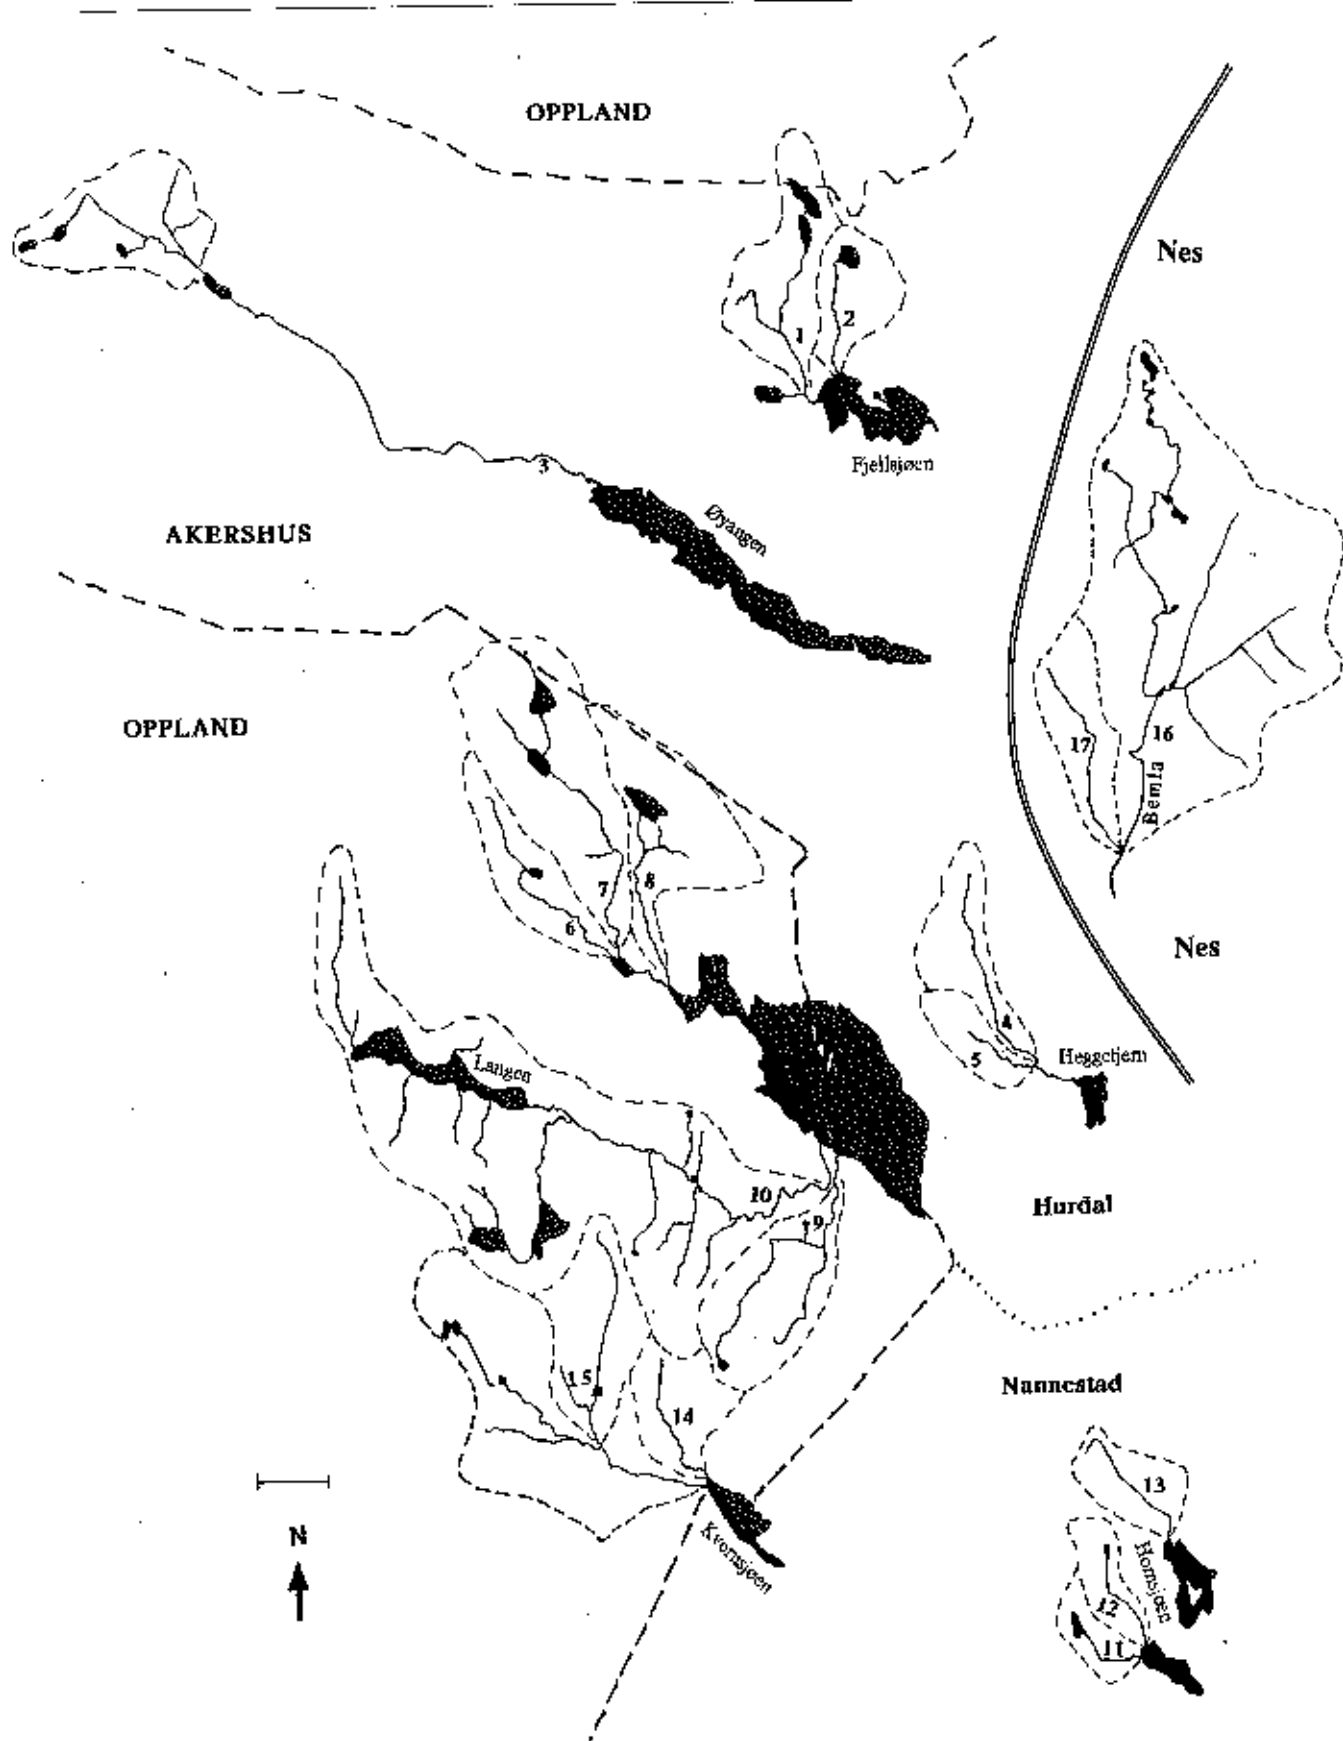 OPPLAND
Nes
1
2
Fjellsjøen
3
Øyangen
AKERSHUS
OPPLAND
17
16
Bemla
7
8
6
Nes
4
5
Heggetjern
Langen
10
9
Hurdal
15
14
Nannestad
13
N
Kvernsjøen
Hornsjøen
12
11